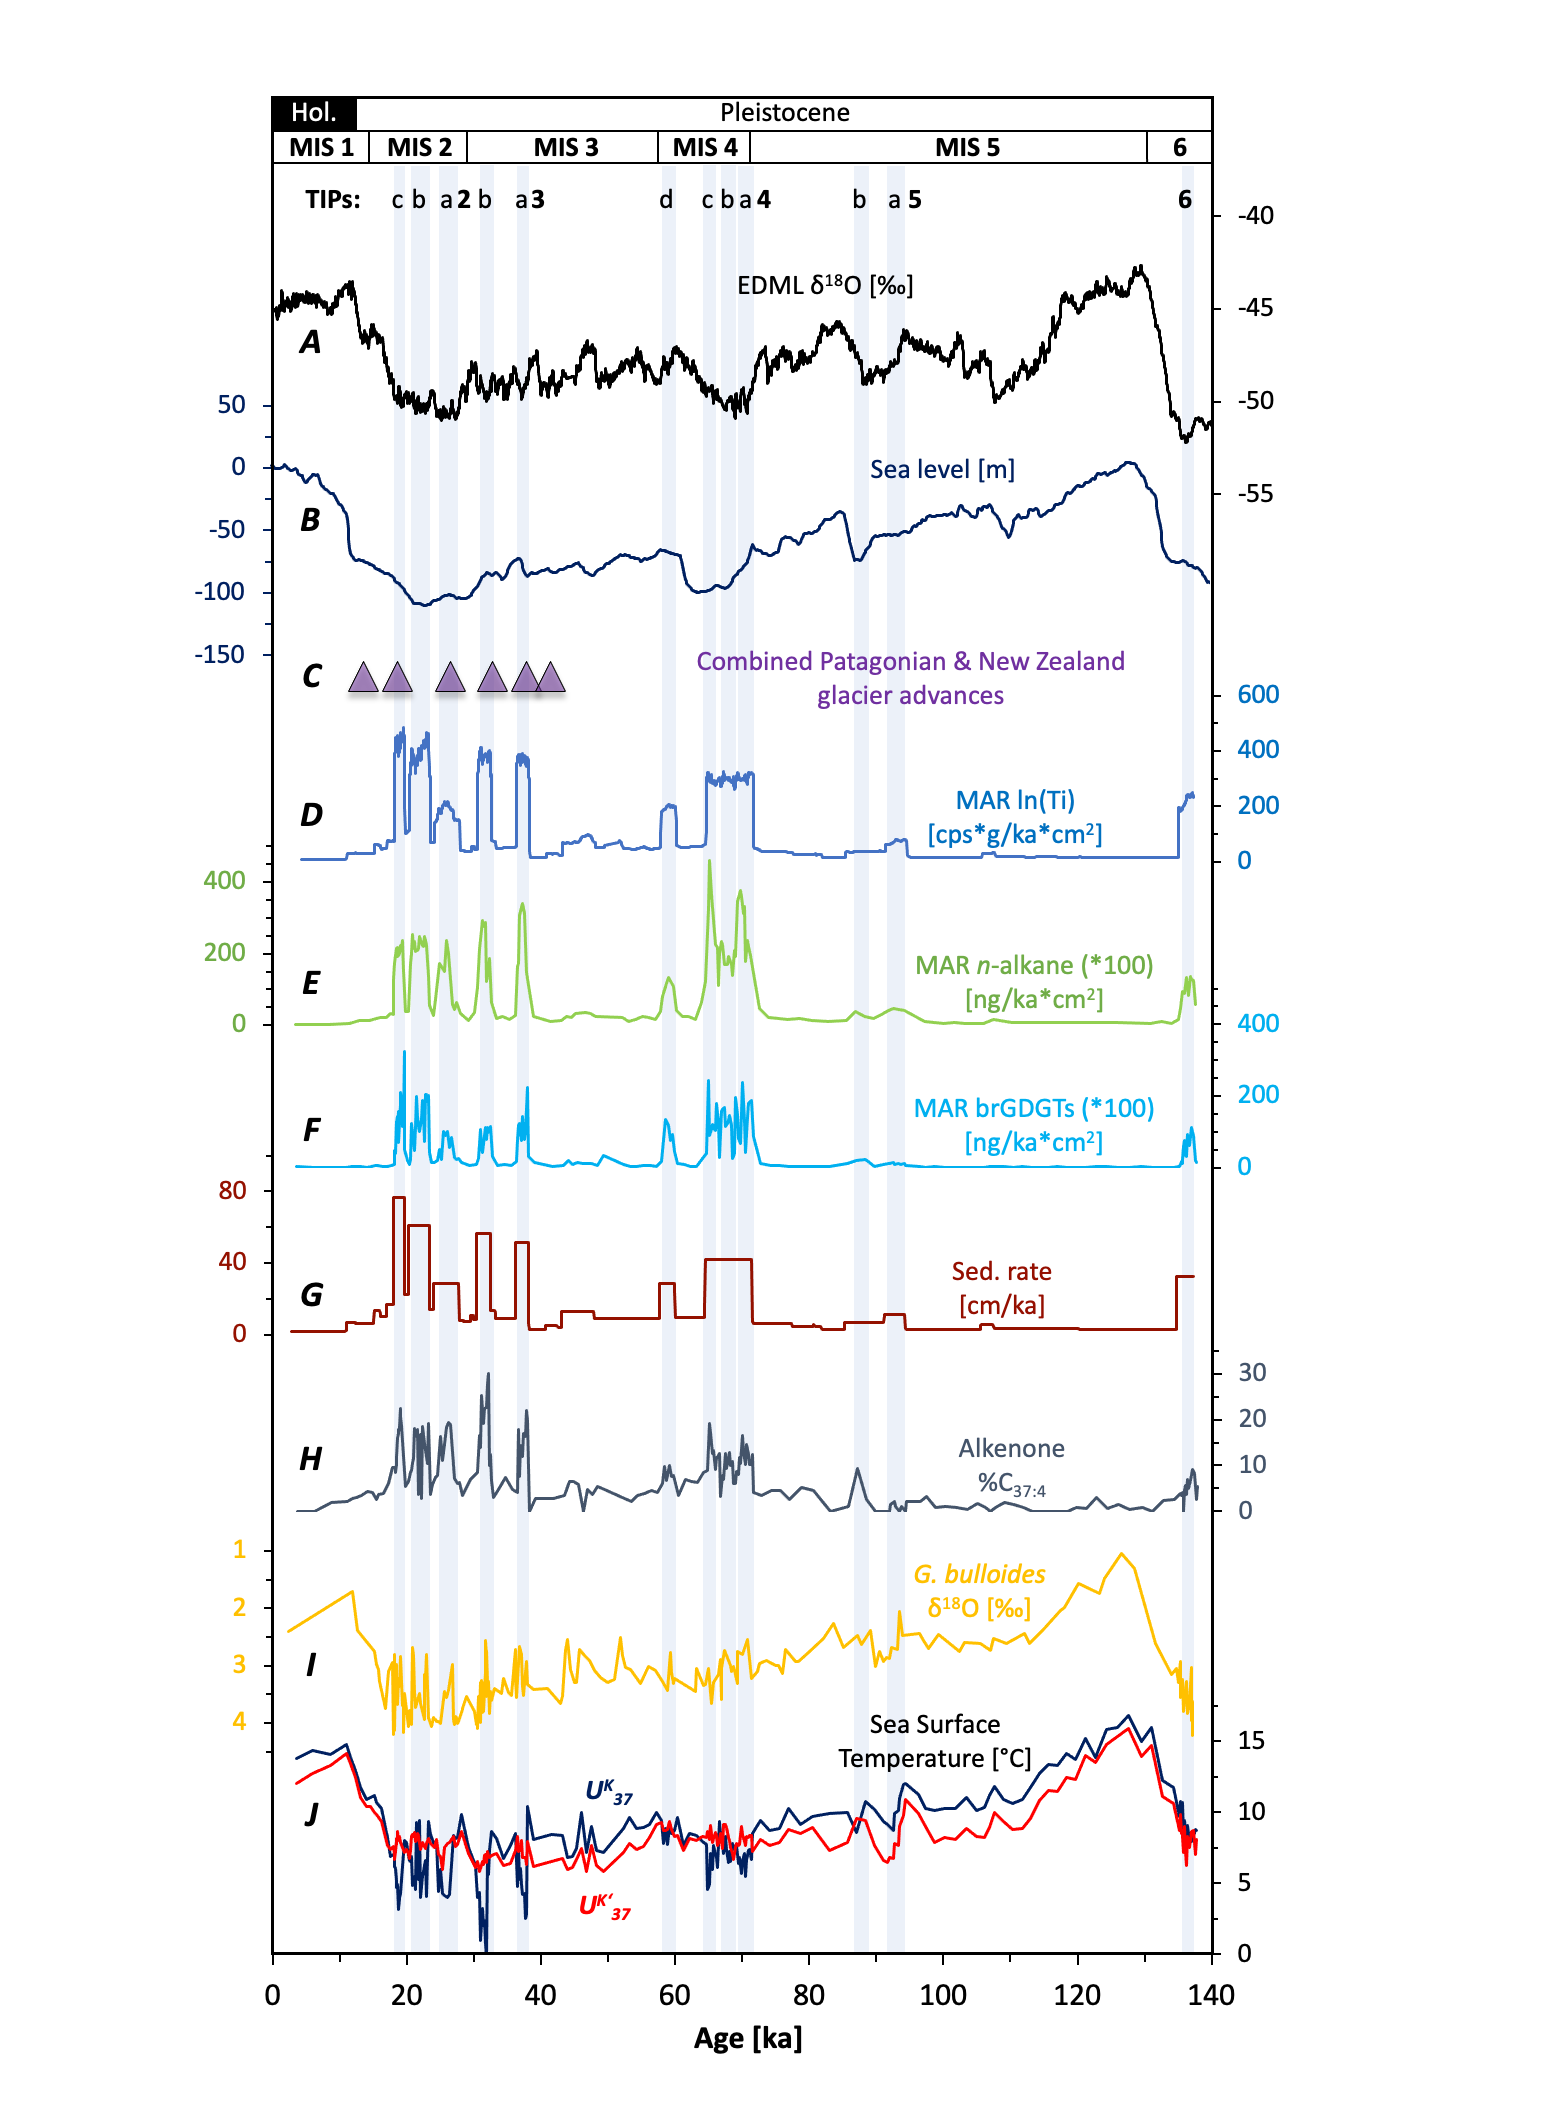 Hol. Pleistocene
MIS 1 MIS 2 MIS 3 MIS 4 MIS 5 6
TIPs: c b a 2 b a 3 d c b a 4 b a 5 6
-40
EDML δ¹⁸O [‰]
-45
A
50 -50
0 Sea level [m]
-55
B
-50
-100
-150
C Combined Patagonian & New Zealand
glacier advances
600
400
D MAR ln(Ti) 200
[cps*g/ka*cm²]
0
400
200
E MAR n-alkane (*100)
[ng/ka*cm²]
0 400
F MAR brGDGTs (*100) 200
[ng/ka*cm²]
0
80
40
G Sed. rate
[cm/ka]
0
30
20
H Alkenone 10
%C₃₇:₄
0
1
G. bulloides
2 δ¹⁸O [‰]
I
3
4
Sea Surface
Temperature [°C] 15
J Uᴷ₃₇ 10
Uᴷ‘₃₇ 5
0
0 20 40 60 80 100 120 140
Age [ka]